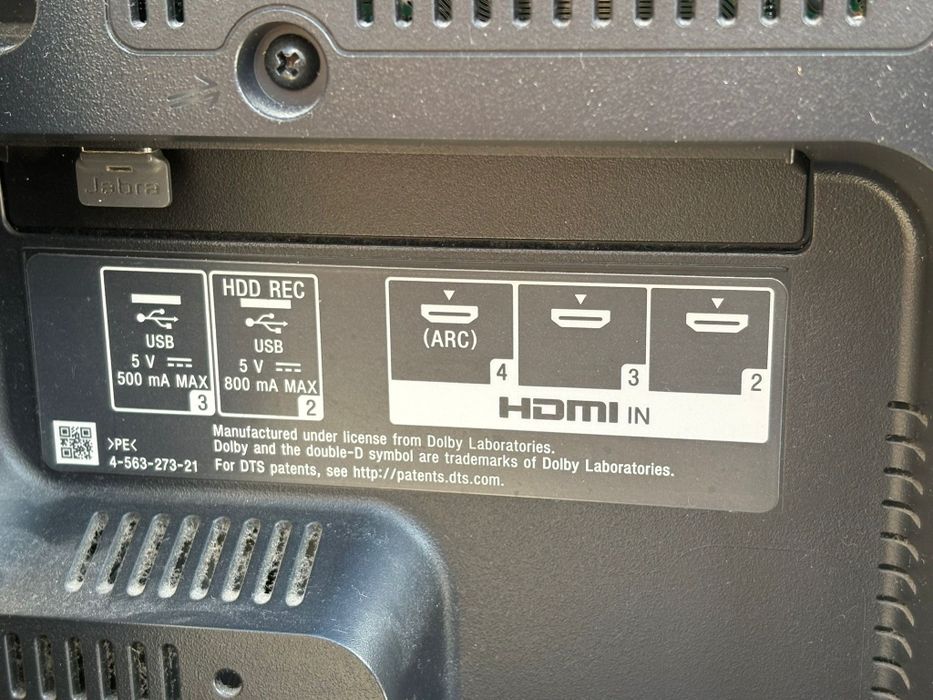 Jabra
USB
5 V
500 mA MAX
3
HDD REC
USB
5 V
800 mA MAX
2
(ARC)
4
3
2
HDMI IN
>PE<
4-563-273-21
Manufactured under license from Dolby Laboratories.
Dolby and the double-D symbol are trademarks of Dolby Laboratories.
For DTS patents, see http://patents.dts.com.